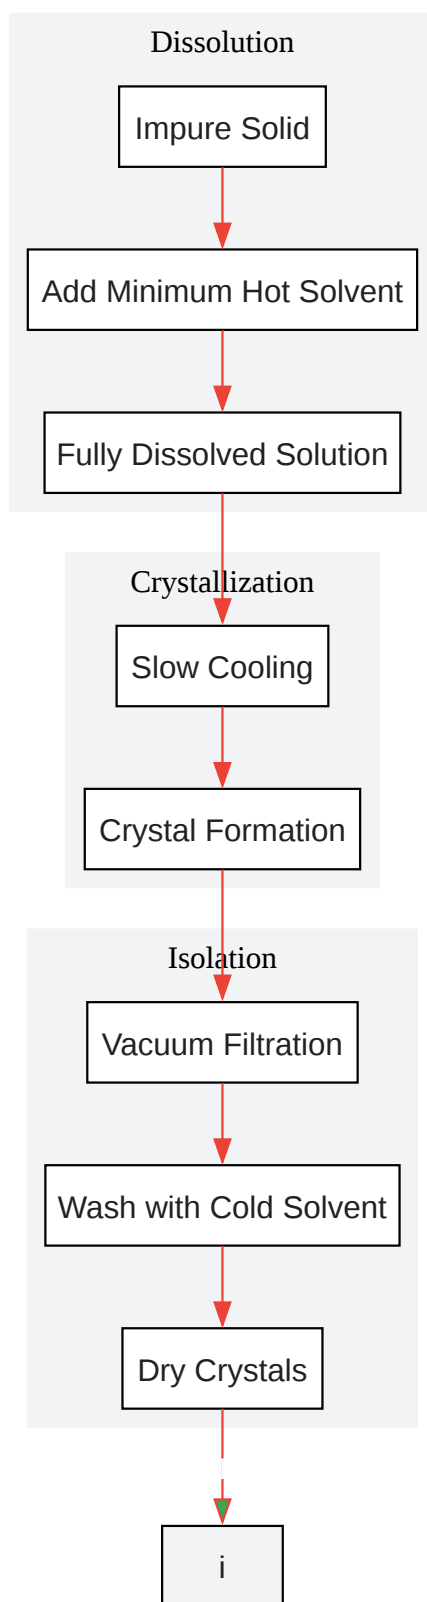 Dissolution
Impure Solid
Add Minimum Hot Solvent
Fully Dissolved Solution
Crystallization
Slow Cooling
Crystal Formation
Isolation
Vacuum Filtration
Wash with Cold Solvent
Dry Crystals
i